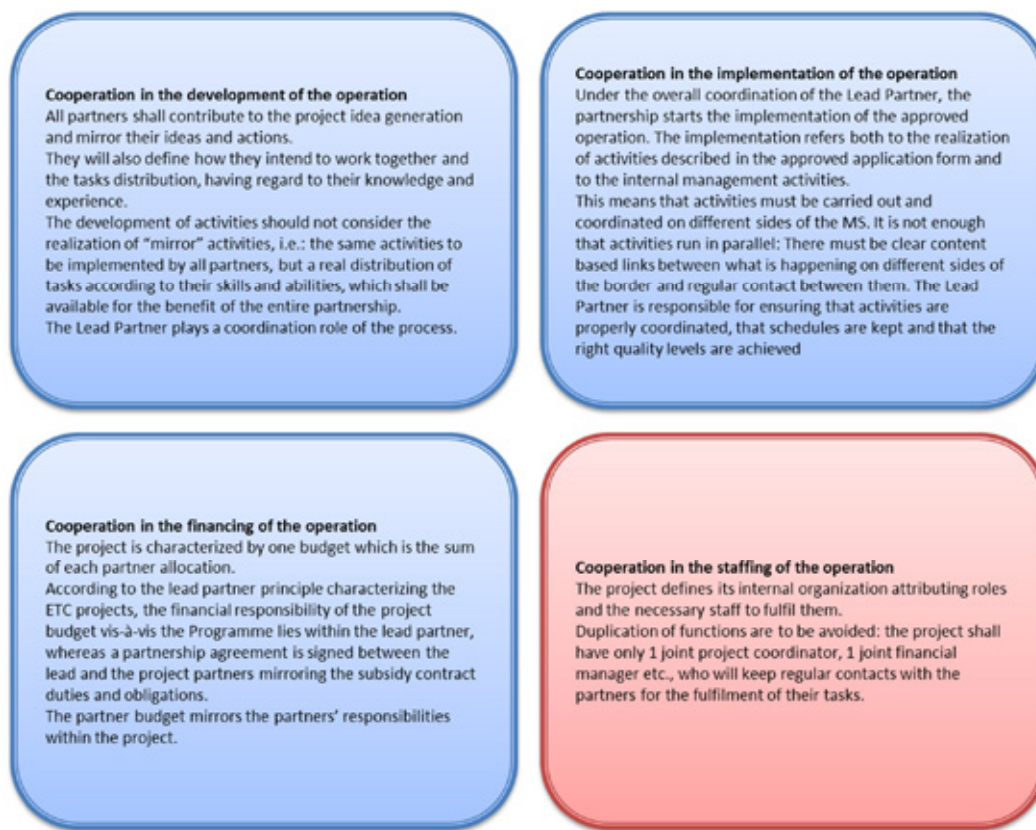 Cooperation in the development of the operation
All partners shall contribute to the project idea generation
and mirror their ideas and actions.
They will also define how they intend to work together and
the tasks distribution, having regard to their knowledge and
experience.
The development of activities should not consider the
realization of “mirror” activities, i.e.: the same activities to
be implemented by all partners, but a real distribution of
tasks according to their skills and abilities, which shall be
available for the benefit of the entire partnership.
The Lead Partner plays a coordination role of the process.
Cooperation in the implementation of the operation
Under the overall coordination of the Lead Partner, the
partnership starts the implementation of the approved
operation. The implementation refers both to the realization
of activities described in the approved application form and
to the internal management activities.
This means that activities must be carried out and
coordinated on different sides of the MS. It is not enough
that activities run in parallel: There must be clear content
based links between what is happening on different sides of
the border and regular contact between them. The Lead
Partner is responsible for ensuring that activities are
properly coordinated, that schedules are kept and that the
right quality levels are achieved
Cooperation in the financing of the operation
The project is characterized by one budget which is the sum
of each partner allocation.
According to the lead partner principle characterizing the
ETC projects, the financial responsibility of the project
budget vis-à-vis the Programme lies within the lead partner,
whereas a partnership agreement is signed between the
lead and the project partners mirroring the subsidy contract
duties and obligations.
The partner budget mirrors the partners’ responsibilities
within the project.
Cooperation in the staffing of the operation
The project defines its internal organization attributing roles
and the necessary staff to fulfil them.
Duplication of functions are to be avoided: the project shall
have only 1 joint project coordinator, 1 joint financial
manager etc., who will keep regular contacts with the
partners for the fulfilment of their tasks.